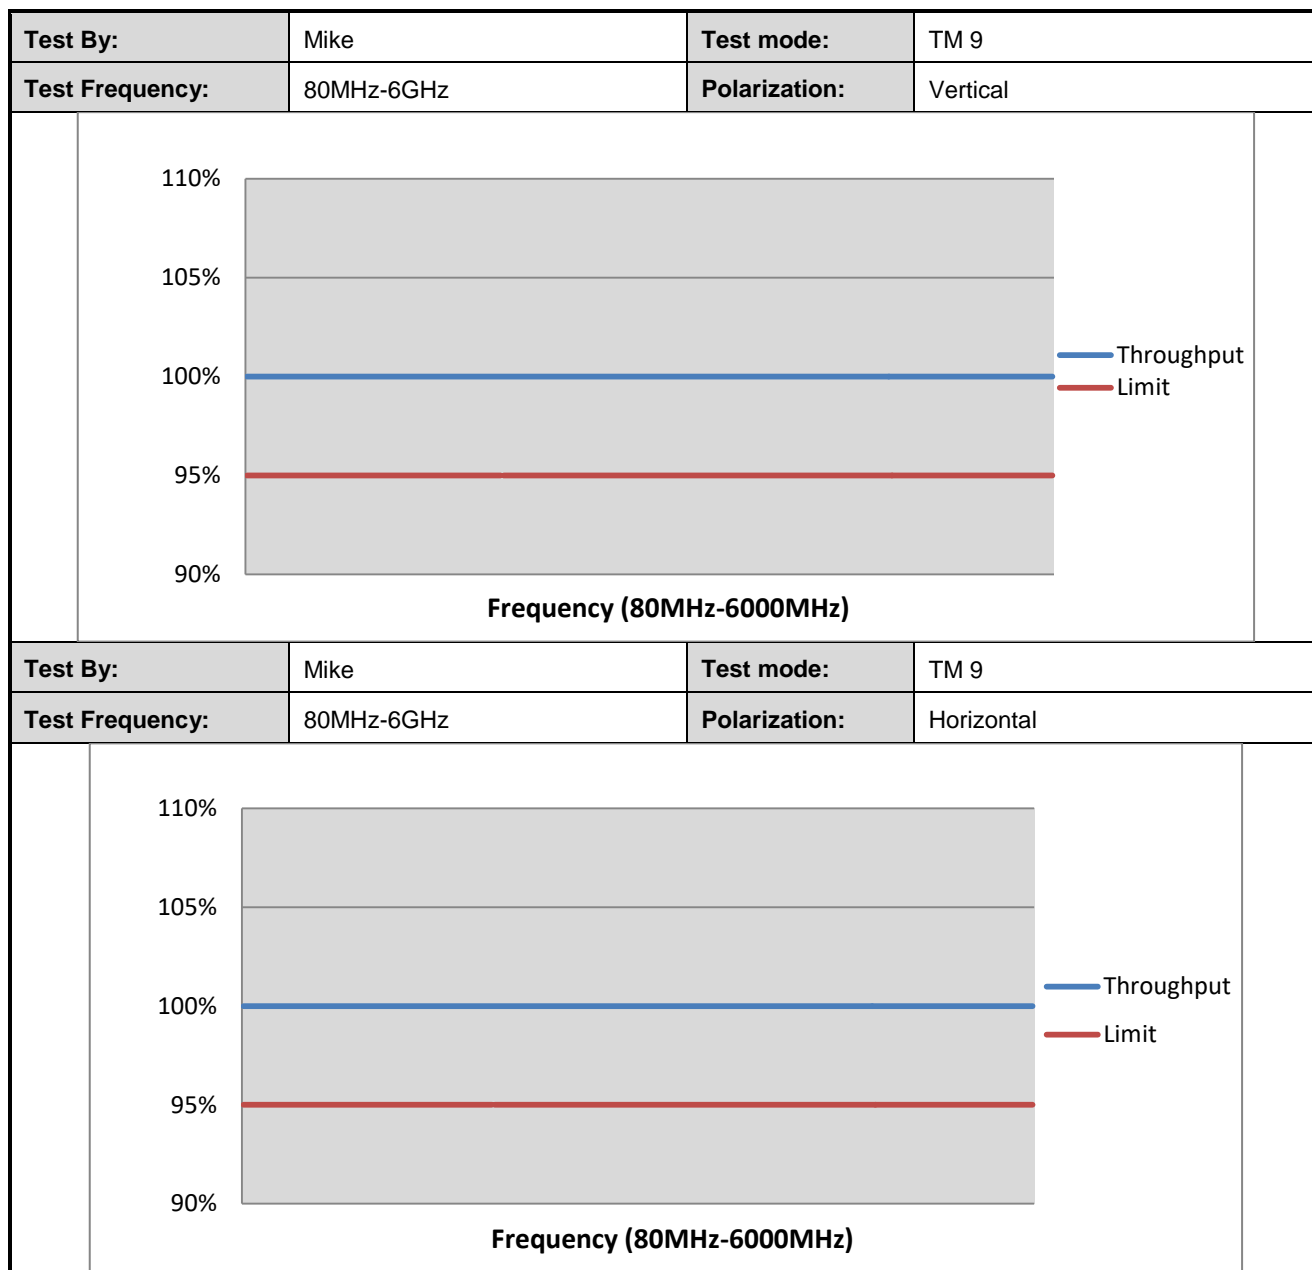 Test By: Mike Test mode: TM 9
Test Frequency: 80MHz-6GHz Polarization: Vertical
110%
105%
100%
95%
90%
Throughput
Limit
Frequency (80MHz-6000MHz)
Test By: Mike Test mode: TM 9
Test Frequency: 80MHz-6GHz Polarization: Horizontal
110%
105%
100%
95%
90%
Throughput
Limit
Frequency (80MHz-6000MHz)